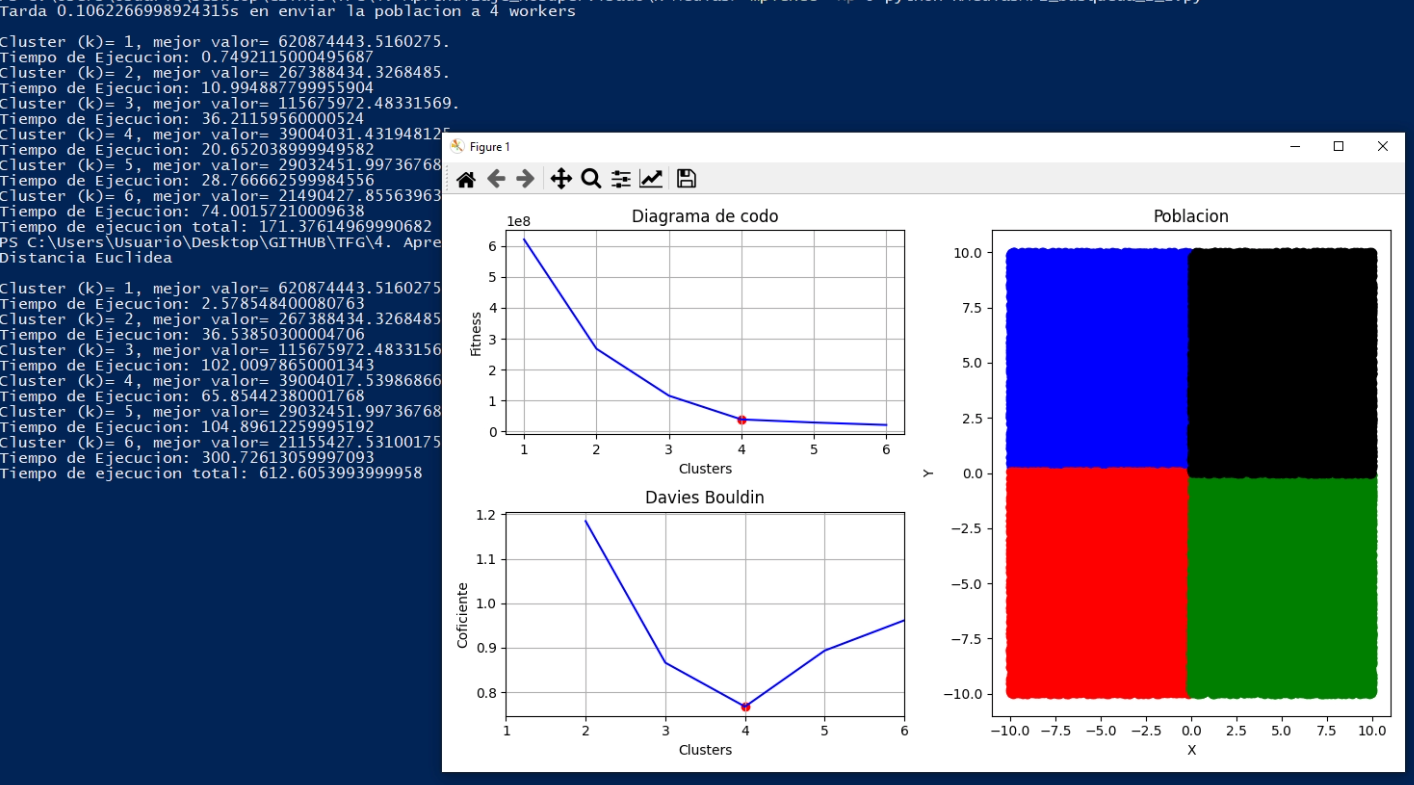 Tarda 0.1062266998924315s en enviar la poblacion a 4 workers
Cluster (k)= 1, mejor valor= 620874443.5160275.
Tiempo de Ejecucion: 0.7492115000495687
Cluster (k)= 2, mejor valor= 267388434.3268485.
Tiempo de Ejecucion: 10.994887799955904
Cluster (k)= 3, mejor valor= 115675972.48331569.
Tiempo de Ejecucion: 36.21159560000524
Cluster (k)= 4, mejor valor= 39004031.431948125
Tiempo de Ejecucion: 20.652038999949582
Cluster (k)= 5, mejor valor= 29032451.99736768
Tiempo de Ejecucion: 28.766662599984556
Cluster (k)= 6, mejor valor= 21490427.85563963
Tiempo de Ejecucion: 74.00157210009638
Tiempo de ejecucion total: 171.37614969990682
PS C:\Users\Usuario\Desktop\GITHUB\TFG\4. Apre
Distancia Euclidea
Cluster (k)= 1, mejor valor= 620874443.5160275
Tiempo de Ejecucion: 2.578548400080763
Cluster (k)= 2, mejor valor= 267388434.3268485
Tiempo de Ejecucion: 36.53850300004706
Cluster (k)= 3, mejor valor= 115675972.4833156
Tiempo de Ejecucion: 102.00978650001343
Cluster (k)= 4, mejor valor= 39004017.53986866
Tiempo de Ejecucion: 65.85442380001768
Cluster (k)= 5, mejor valor= 29032451.99736768
Tiempo de Ejecucion: 104.89612259995192
Cluster (k)= 6, mejor valor= 21155427.53100175
Tiempo de Ejecucion: 300.72613059997093
Tiempo de ejecucion total: 612.6053993999958
Figure 1
Diagrama de codo
1e8
6
5
4
3
2
1
0
Fitness
1 2 3 4 5 6
Clusters
Davies Bouldin
1.2
1.1
1.0
0.9
0.8
Coficiente
1 2 3 4 5 6
Clusters
Poblacion
10.0
7.5
5.0
2.5
0.0
−2.5
−5.0
−7.5
−10.0
Y
−10.0 −7.5 −5.0 −2.5 0.0 2.5 5.0 7.5 10.0
X